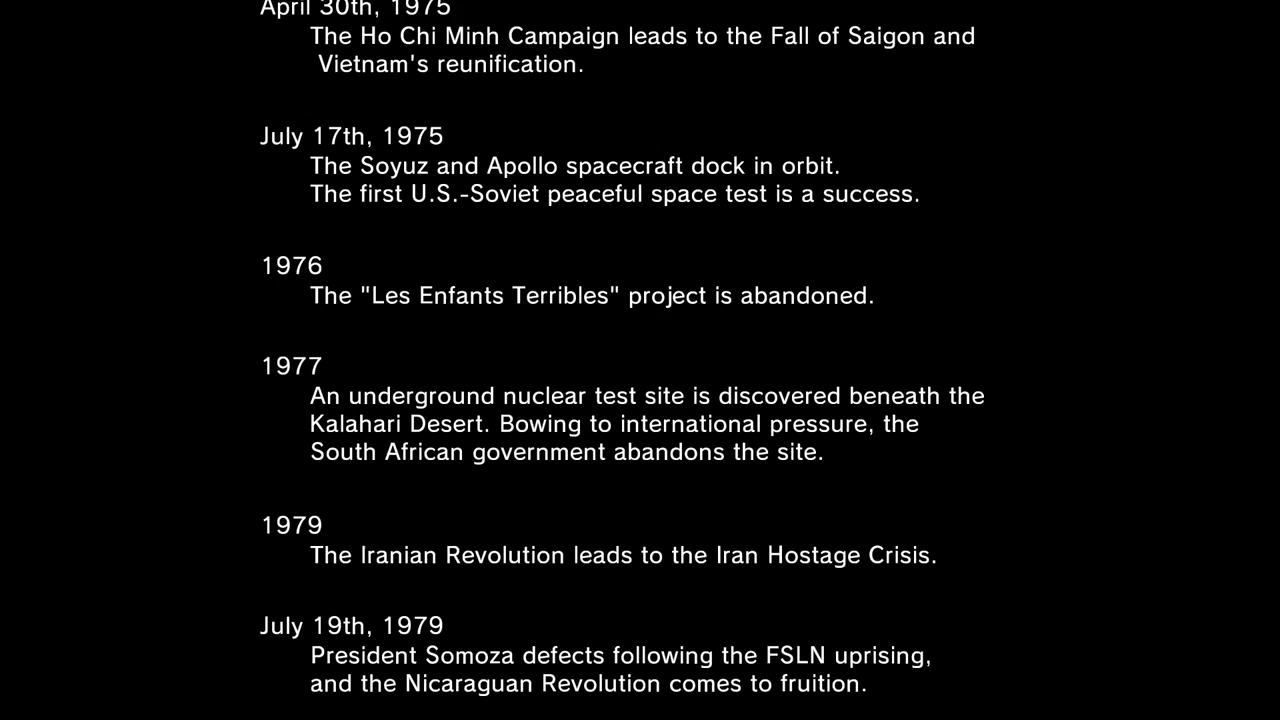 April 30th, 1975
The Ho Chi Minh Campaign leads to the Fall of Saigon and
Vietnam's reunification.
July 17th, 1975
The Soyuz and Apollo spacecraft dock in orbit.
The first U.S.-Soviet peaceful space test is a success.
1976
The "Les Enfants Terribles" project is abandoned.
1977
An underground nuclear test site is discovered beneath the
Kalahari Desert. Bowing to international pressure, the
South African government abandons the site.
1979
The Iranian Revolution leads to the Iran Hostage Crisis.
July 19th, 1979
President Somoza defects following the FSLN uprising,
and the Nicaraguan Revolution comes to fruition.